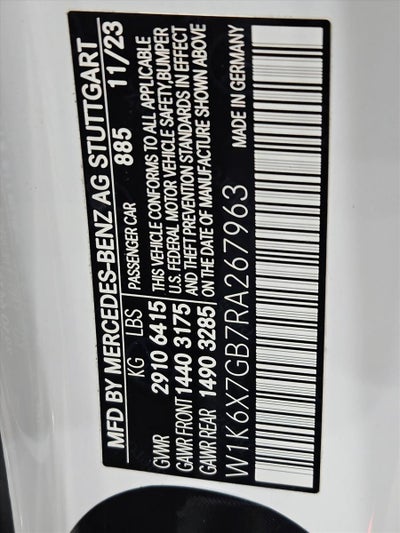 MFD BY MERCEDES-BENZ AG STUTTGART
KG LBS PASSENGER CAR 885 11/23
GVWR 2910 6415 THIS VEHICLE CONFORMS TO ALL APPLICABLE
GAWR FRONT 1440 3175 U.S. FEDERAL MOTOR VEHICLE SAFETY,BUMPER
GAWR REAR 1490 3285 AND THEFT PREVENTION STANDARDS IN EFFECT
ON THE DATE OF MANUFACTURE SHOWN ABOVE
W1K6X7GB7RA267963 MADE IN GERMANY